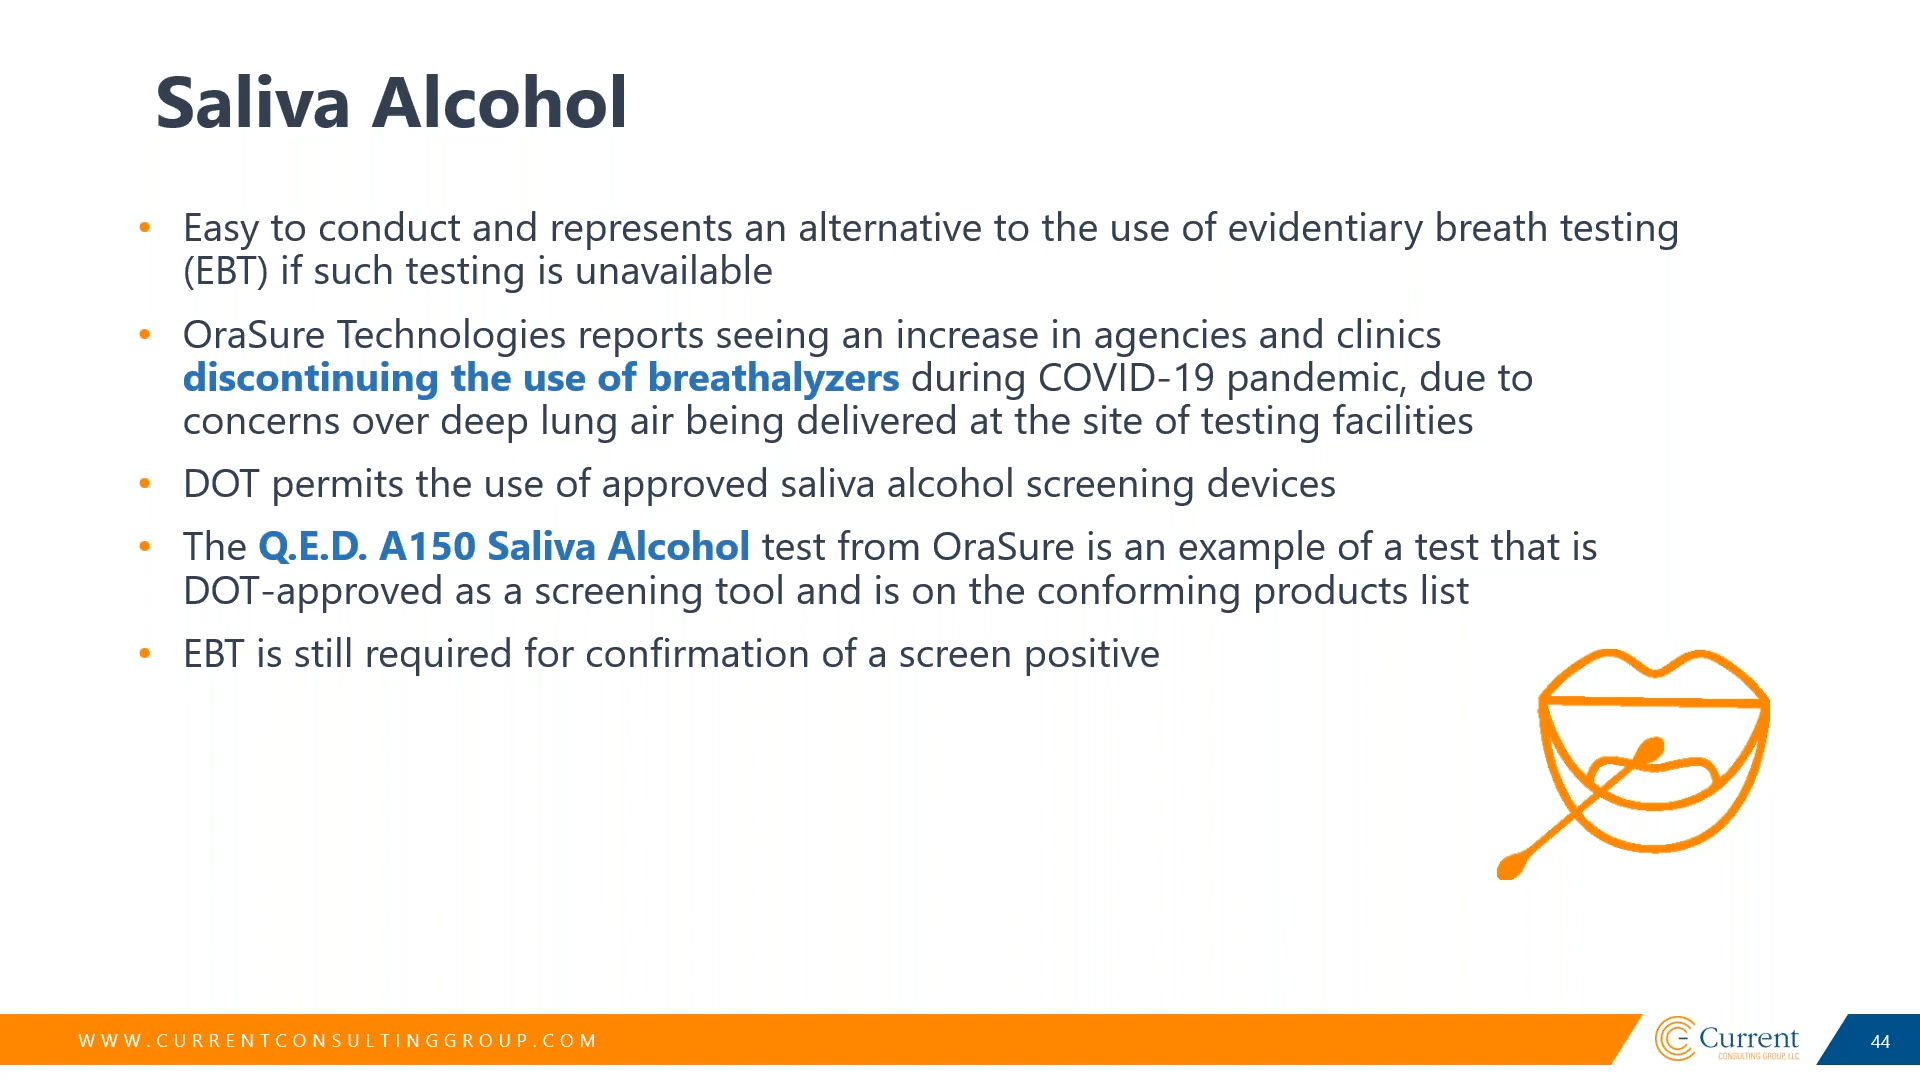 Saliva Alcohol
• Easy to conduct and represents an alternative to the use of evidentiary breath testing
(EBT) if such testing is unavailable
• OraSure Technologies reports seeing an increase in agencies and clinics
discontinuing the use of breathalyzers during COVID-19 pandemic, due to
concerns over deep lung air being delivered at the site of testing facilities
• DOT permits the use of approved saliva alcohol screening devices
• The Q.E.D. A150 Saliva Alcohol test from OraSure is an example of a test that is
DOT-approved as a screening tool and is on the conforming products list
• EBT is still required for confirmation of a screen positive
WWW.CURRENTCONSULTINGGROUP.COM
Current
CONSULTING GROUP, LLC
44